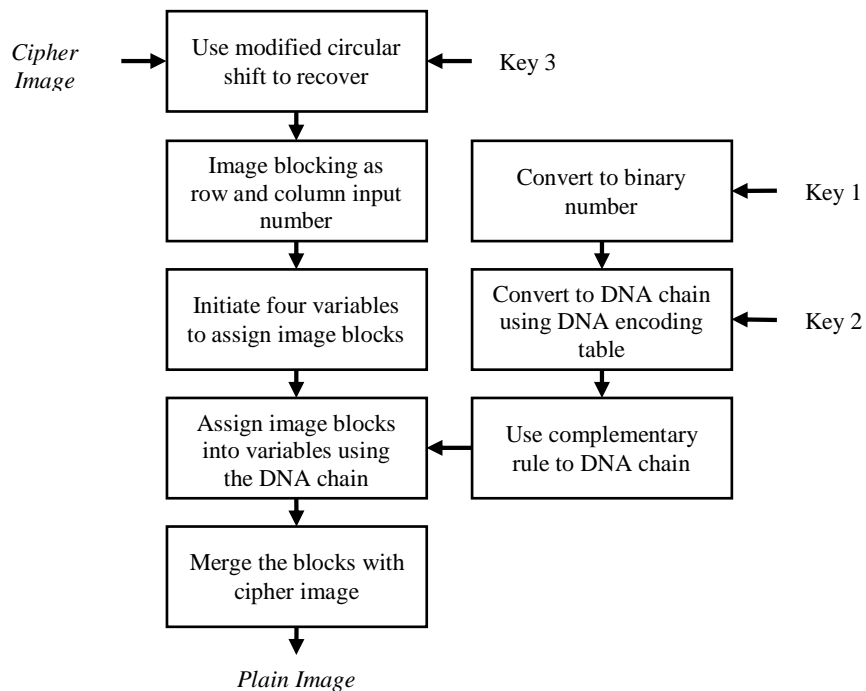 Cipher
Image
Use modified circular
shift to recover
Key 3
Image blocking as
row and column input
number
Convert to binary
number
Key 1
Initiate four variables
to assign image blocks
Convert to DNA chain
using DNA encoding
table
Key 2
Assign image blocks
into variables using
the DNA chain
Use complementary
rule to DNA chain
Merge the blocks with
cipher image
Plain Image